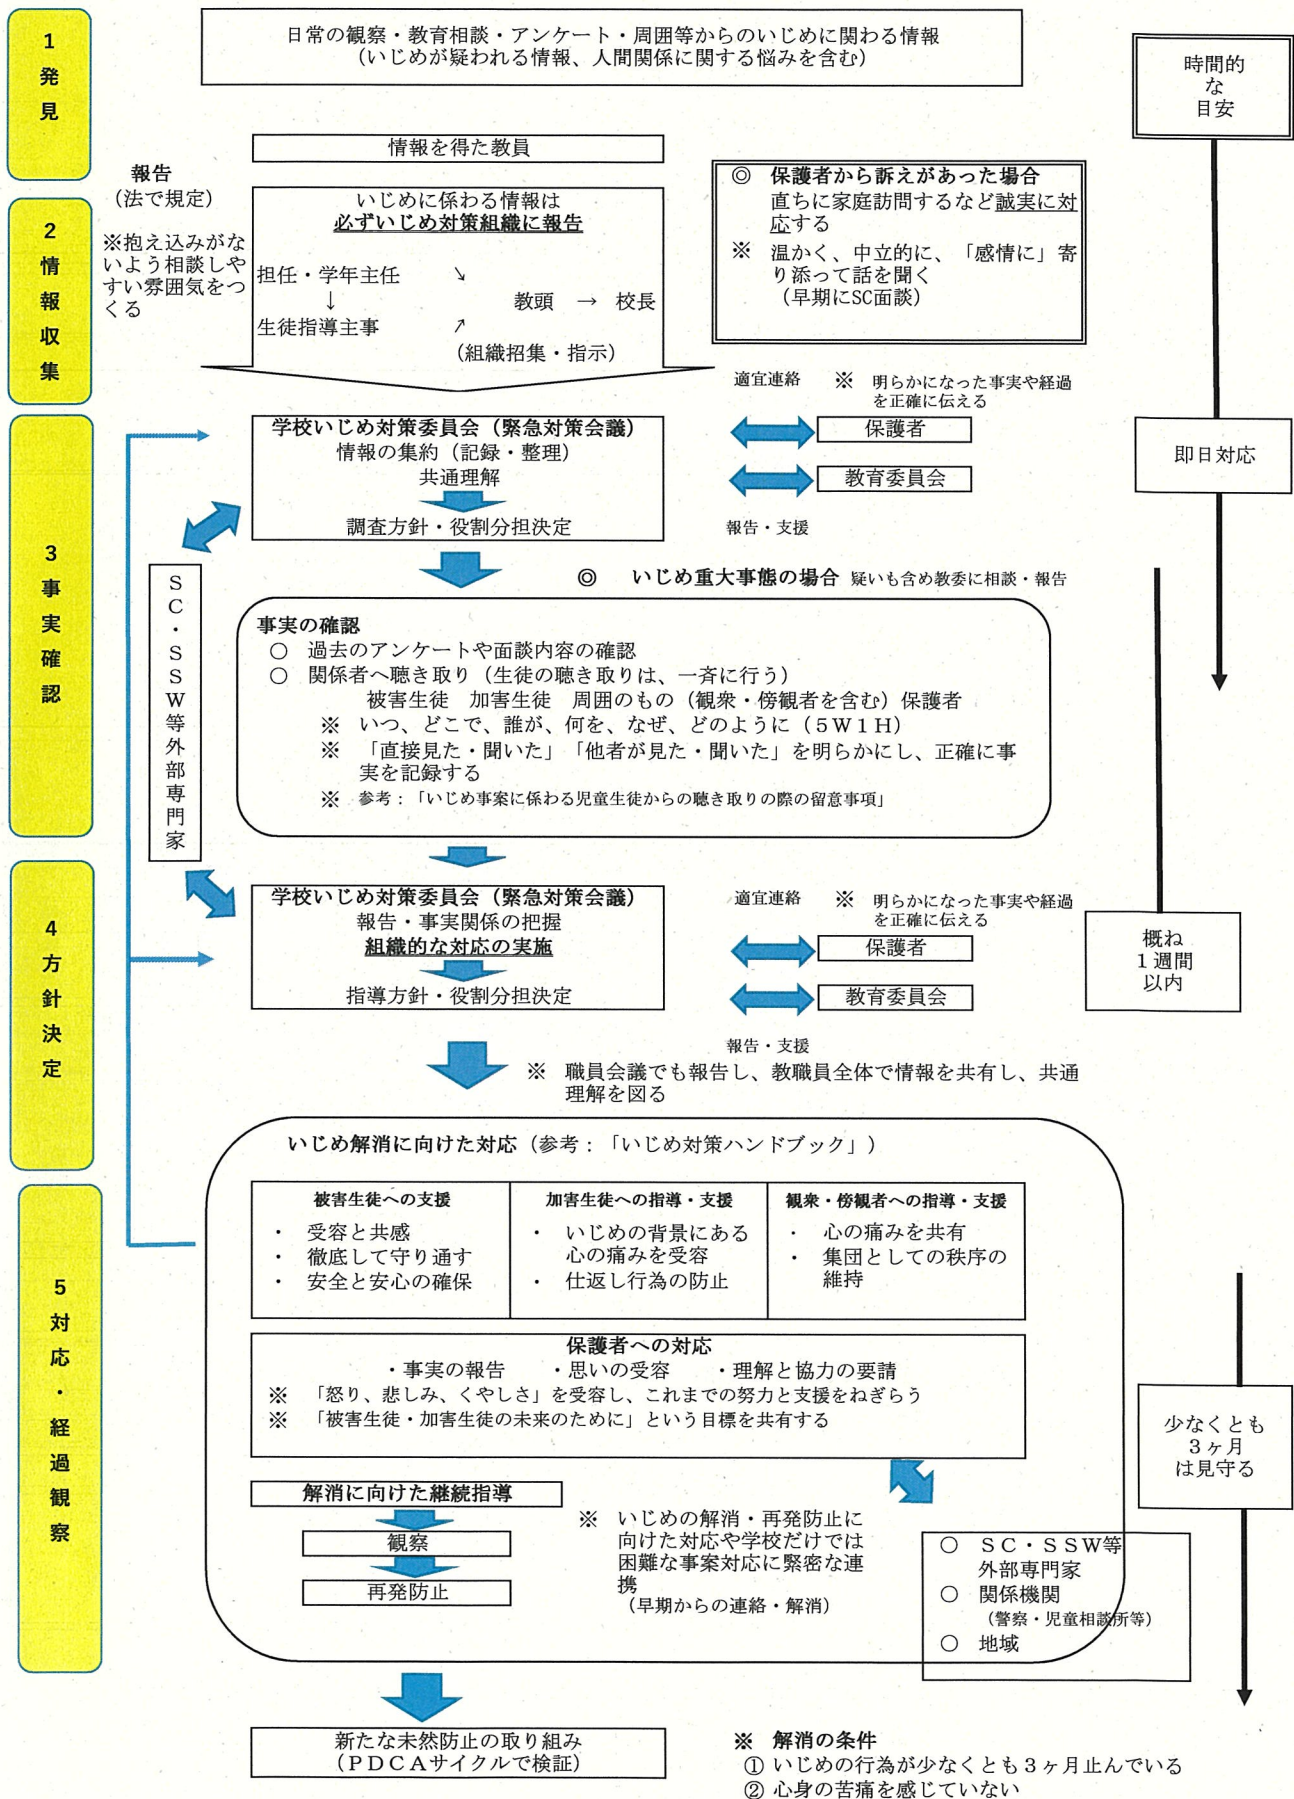 1
発
見
日常の観察・教育相談・アンケート・周囲等からのいじめに関わる情報
(いじめが疑われる情報、人間関係に関する悩みを含む)
時間的
な
目安
情報を得た教員
報告
(法で規定)
※抱え込みがな
いよう相談しや
すい雰囲気をつ
くる
2
情
報
収
集
いじめに係わる情報は
必ずいじめ対策組織に報告
担任・学年主任 ↘
↓ 教頭 → 校長
生徒指導主事 ↗
(組織招集・指示)
◎ 保護者から訴えがあった場合
直ちに家庭訪問するなど誠実に対
応する
※ 温かく、中立的に、「感情に」寄
り添って話を聞く
(早期にSC面談)
3
事
実
確
認
学校いじめ対策委員会(緊急対策会議)
情報の集約(記録・整理)
共通理解
調査方針・役割分担決定
適宜連絡 ※ 明らかになった事実や経過
を正確に伝える
保護者
教育委員会
報告・支援
即日対応
◎ いじめ重大事態の場合 疑いも含め教委に相談・報告
S
C
・
S
S
W
等
外
部
専
門
家
事実の確認
○ 過去のアンケートや面談内容の確認
○ 関係者へ聴き取り(生徒の聴き取りは、一斉に行う)
被害生徒 加害生徒 周囲のもの(観衆・傍観者を含む)保護者
※ いつ、どこで、誰が、何を、なぜ、どのように(5W1H)
※ 「直接見た・聞いた」「他者が見た・聞いた」を明らかにし、正確に事
実を記録する
※ 参考:「いじめ事案に係わる児童生徒からの聴き取りの際の留意事項」
4
方
針
決
定
学校いじめ対策委員会(緊急対策会議)
報告・事実関係の把握
組織的な対応の実施
指導方針・役割分担決定
適宜連絡 ※ 明らかになった事実や経過
を正確に伝える
保護者
教育委員会
報告・支援
概ね
1週間
以内
※ 職員会議でも報告し、教職員全体で情報を共有し、共通
理解を図る
5
対
応
・
経
過
観
察
いじめ解消に向けた対応(参考:「いじめ対策ハンドブック」)
被害生徒への支援
・ 受容と共感
・ 徹底して守り通す
・ 安全と安心の確保
加害生徒への指導・支援
・ いじめの背景にある
心の痛みを受容
・ 仕返し行為の防止
観衆・傍観者への指導・支援
・ 心の痛みを共有
・ 集団としての秩序の
維持
保護者への対応
・事実の報告 ・思いの受容 ・理解と協力の要請
※ 「怒り、悲しみ、くやしさ」を受容し、これまでの努力と支援をねぎらう
※ 「被害生徒・加害生徒の未来のために」という目標を共有する
少なくとも
3ヶ月
は見守る
解消に向けた継続指導
観察
再発防止
※ いじめの解消・再発防止に
向けた対応や学校だけでは
困難な事案対応に緊密な連
携
(早期からの連絡・解消)
○ SC・SSW等
外部専門家
○ 関係機関
(警察・児童相談所等)
○ 地域
新たな未然防止の取り組み
(PDCAサイクルで検証)
※ 解消の条件
① いじめの行為が少なくとも3ヶ月止んでいる
② 心身の苦痛を感じていない